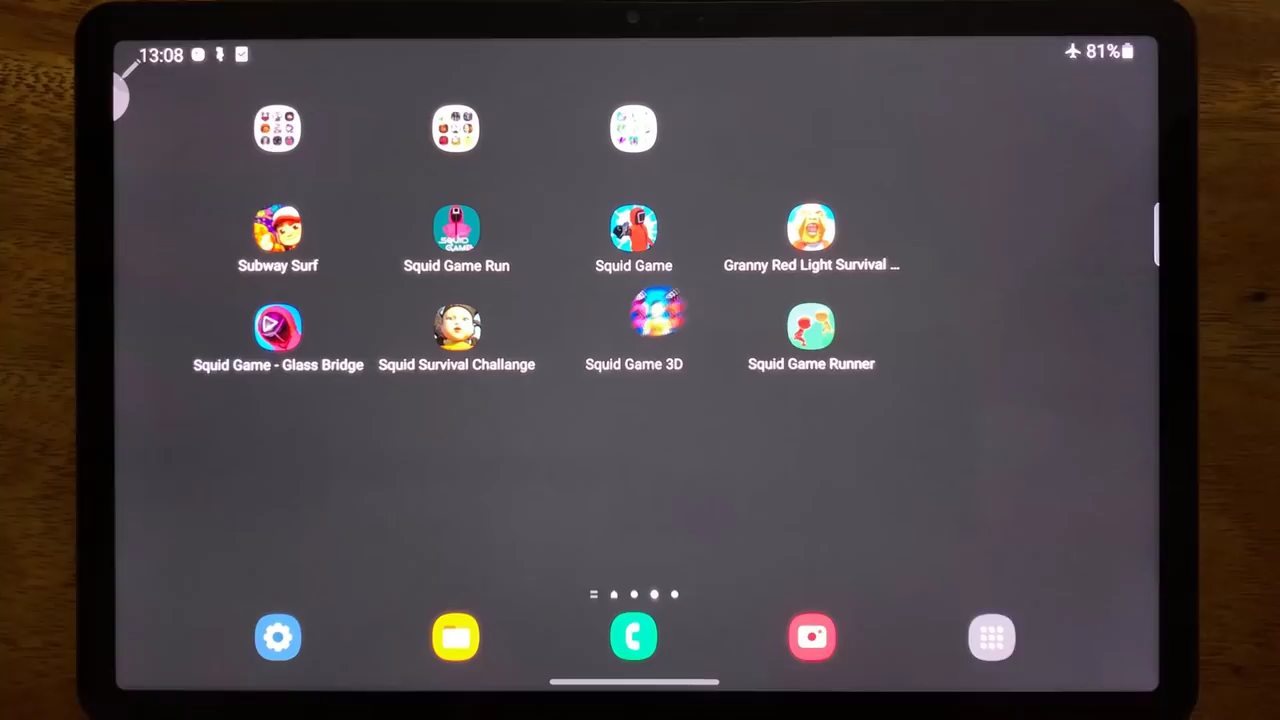 13:08
81%
Subway Surf
Squid Game Run
Squid Game
Granny Red Light Survival ...
Squid Game - Glass Bridge
Squid Survival Challange
Squid Game 3D
Squid Game Runner